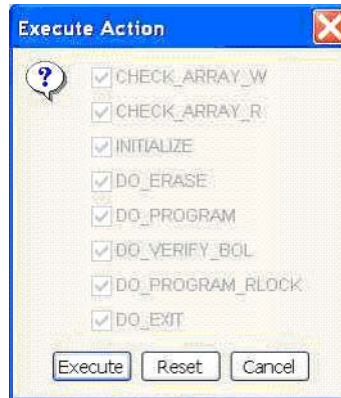 Execute Action
CHECK_ARRAY_W
CHECK_ARRAY_R
INITIALIZE
DO_ERASE
DO_PROGRAM
DO_VERIFY_BOL
DO_PROGRAM_RLOCK
DO_EXIT
Execute Reset Cancel